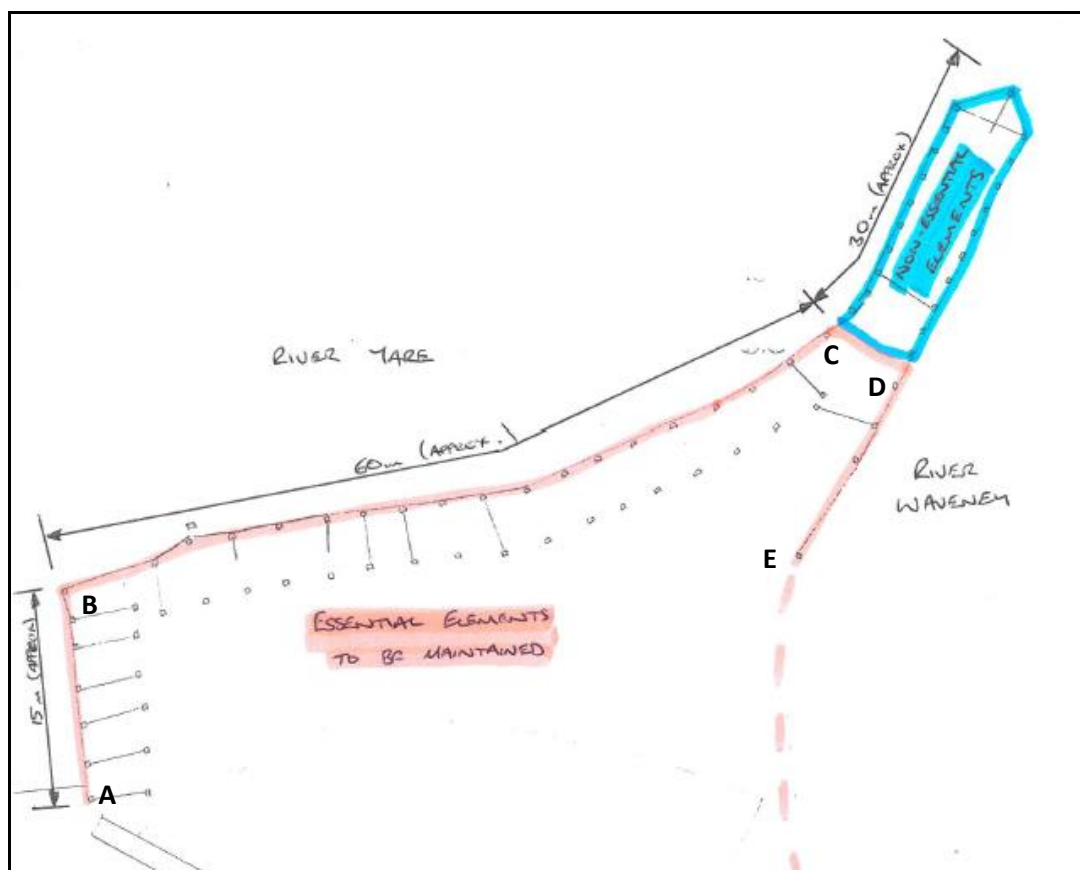 30m (APPROX)
NON-ESSENTIAL
ELEMENTS
RIVER YARE
C
D
60m (APPROX.)
RIVER
WAVENEY
E
B
ESSENTIAL ELEMENTS
TO BE MAINTAINED
15m (APPROX)
A